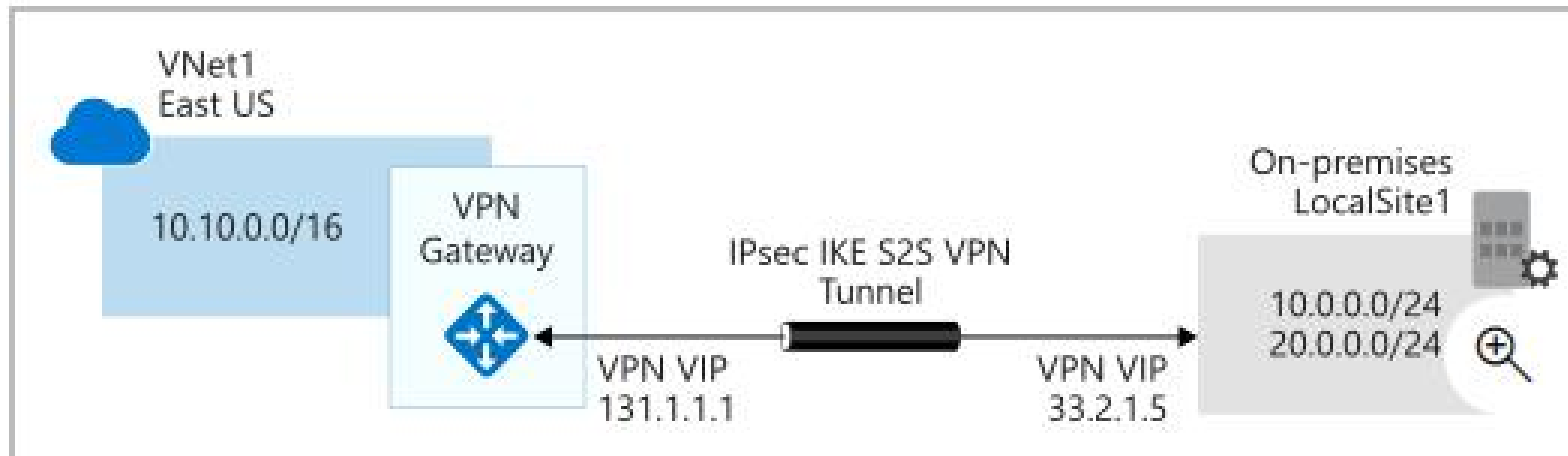 VNet1
East US
10.10.0.0/16
VPN
Gateway
VPN VIP
131.1.1.1
IPsec IKE S2S VPN
Tunnel
VPN VIP
33.2.1.5
On-premises
LocalSite1
10.0.0.0/24
20.0.0.0/24